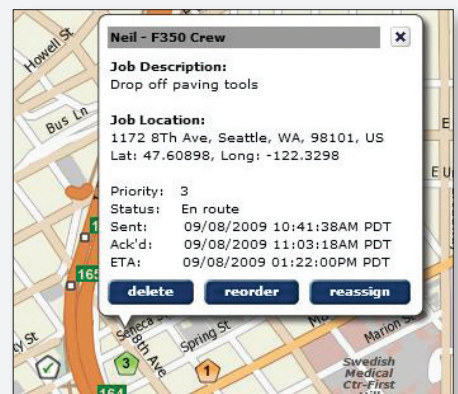 Howell St
Bus Ln
Neil - F350 Crew
x
Job Description:
Drop off paving tools
Job Location:
1172 8Th Ave, Seattle, WA, 98101, US
Lat: 47.60898, Long: -122.3298
Priority: 3
Status: En route
Sent: 09/08/2009 10:41:38AM PDT
Ack'd: 09/08/2009 11:03:18AM PDT
ETA: 09/08/2009 01:22:00PM PDT
delete reorder reassign
E
E U
1
165
Seneca S
Spring St
Marion S
y St
8th Ave
3
1
164
Swedish
Medical
Ctr-First